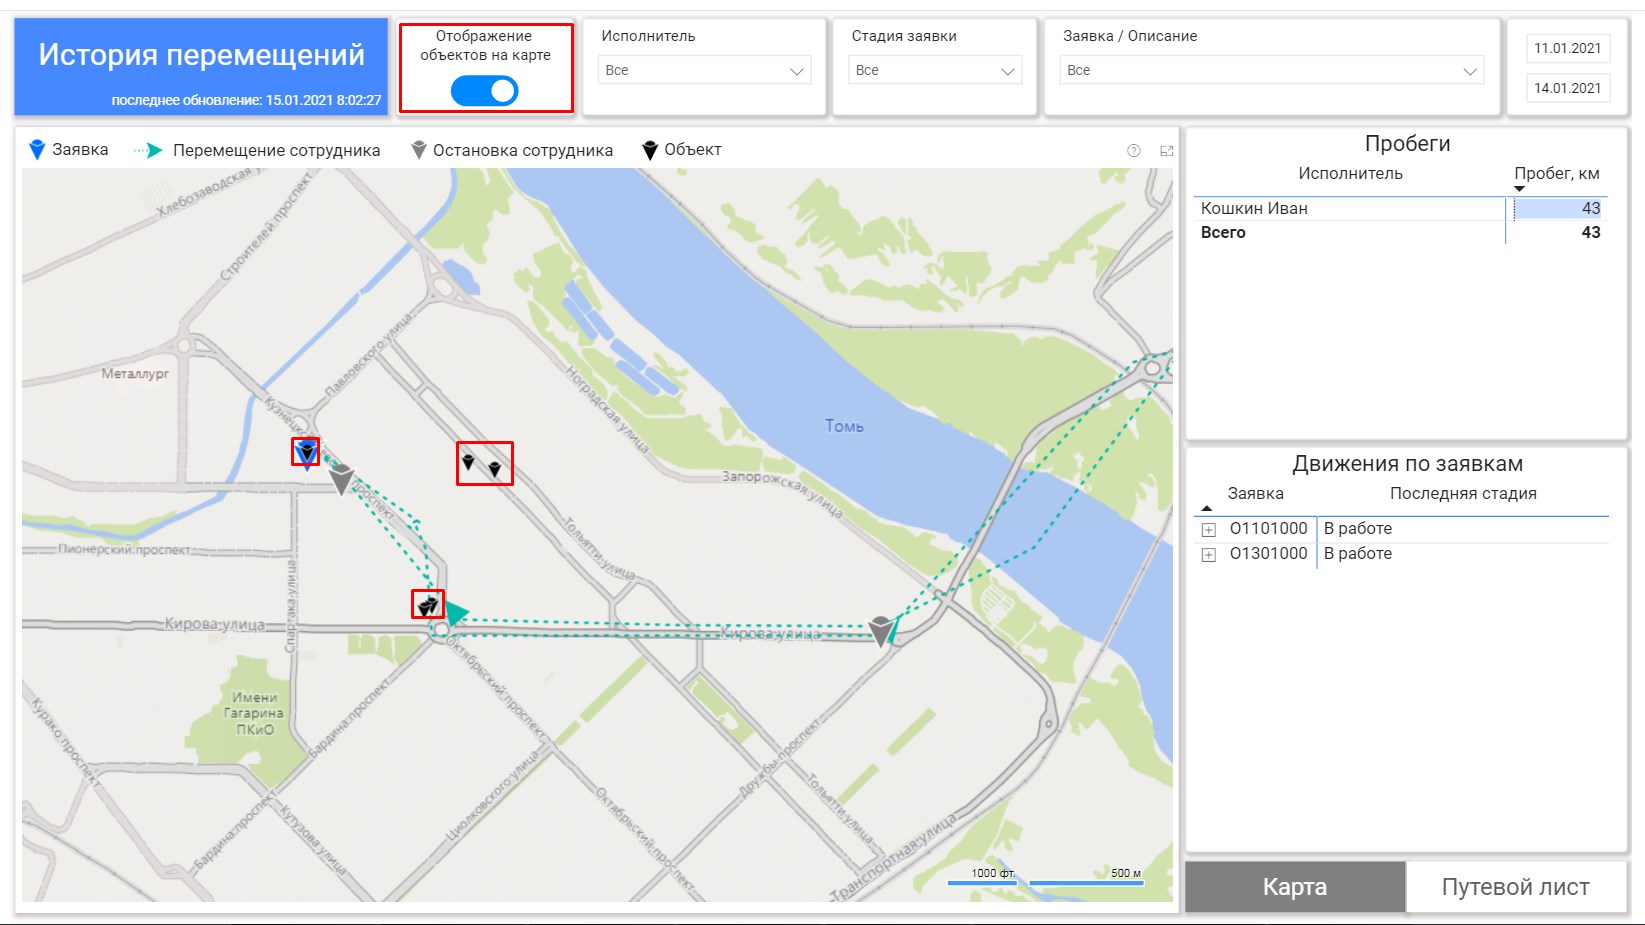 История перемещений
последнее обновление: 15.01.2021 8:02:27
Отображение
объектов на карте
Исполнитель
Все
Стадия заявки
Все
Заявка / Описание
Все
11.01.2021
14.01.2021
Заявка
Перемещение сотрудника
Остановка сотрудника
Объект
Хлебозаводская
Строителей проспект
Павловского улица
Металлург
Кузнецкс
проспект
Ноградская улица
Томь
Запорожская улица
Тольятти улица
Пионерский проспект
Спартака улица
Кирова улица
Кирова улица
Октябрьский проспект
Имени
Гагарина
ПКиО
Бардина проспект
Курако проспект
Дружбы проспект
Тольятти улица
Циолковского улица
Октябрьский проспект
Кутузова улица
Бардина проспект
Транспортная улица
1000 фт.
500 м
Пробеги
Исполнитель
Пробег, км
Кошкин Иван
43
Всего
43
Движения по заявкам
Заявка
Последняя стадия
О1101000
В работе
О1301000
В работе
Карта
Путевой лист